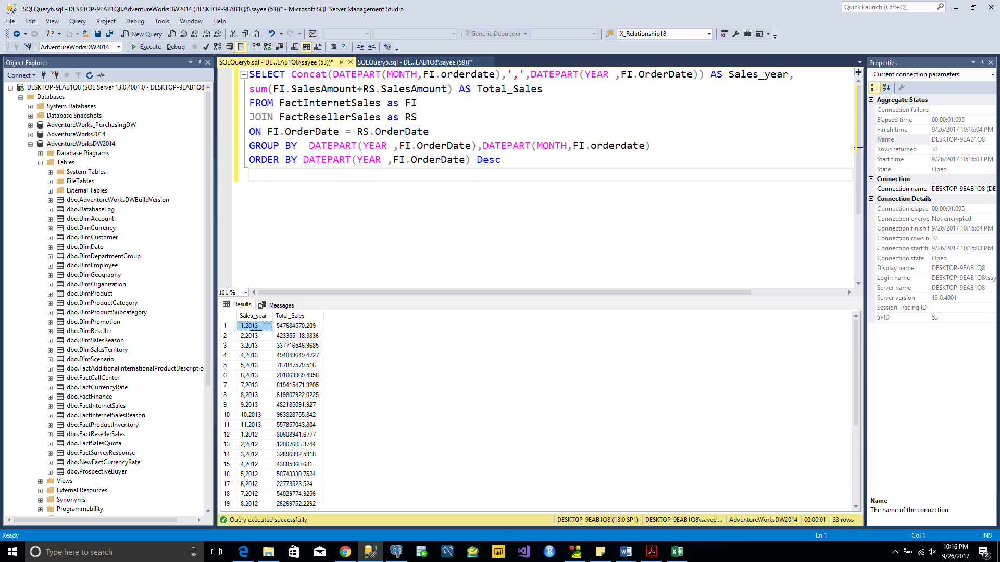 SQLQuery6.sql - DESKTOP-9EAB1Q8.AdventureWorksDW2014 (DESKTOP-9EAB1Q8\sayee (53))* - Microsoft SQL Server Management Studio
Quick Launch (Ctrl+Q)
File Edit View Query Project Debug Tools Window Help
New Query
Generic Debugger
IX_Relationship18
AdventureWorksDW2014
Execute Debug
Object Explorer
Connect
DESKTOP-9EAB1Q8 (SQL Server 13.0.4001.0 - DESKTOP-9EAB1Q8
Databases
System Databases
Database Snapshots
AdventureWorks_PurchasingDW
AdventureWorks2014
AdventureWorksDW2014
Database Diagrams
Tables
System Tables
FileTables
External Tables
dbo.AdventureWorksDWBuildVersion
dbo.DatabaseLog
dbo.DimAccount
dbo.DimCurrency
dbo.DimCustomer
dbo.DimDate
dbo.DimDepartmentGroup
dbo.DimEmployee
dbo.DimGeography
dbo.DimOrganization
dbo.DimProduct
dbo.DimProductCategory
dbo.DimProductSubcategory
dbo.DimPromotion
dbo.DimReseller
dbo.DimSalesReason
dbo.DimSalesTerritory
dbo.DimScenario
dbo.FactAdditionalInternationalProductDescriptio
dbo.FactCallCenter
dbo.FactCurrencyRate
dbo.FactFinance
dbo.FactInternetSales
dbo.FactInternetSalesReason
dbo.FactProductInventory
dbo.FactResellerSales
dbo.FactSalesQuota
dbo.FactSurveyResponse
dbo.NewFactCurrencyRate
dbo.ProspectiveBuyer
Views
External Resources
Synonyms
Programmability
SQLQuery6.sql - DE...EAB1Q8\sayee (53))*
SQLQuery5.sql - DE...EAB1Q8\sayee (59))*
SELECT Concat(DATEPART(MONTH,FI.orderdate),',',DATEPART(YEAR ,FI.OrderDate)) AS Sales_year,
sum(FI.SalesAmount+RS.SalesAmount) AS Total_Sales
FROM FactInternetSales as FI
JOIN FactResellerSales as RS
ON FI.OrderDate = RS.OrderDate
GROUP BY  DATEPART(YEAR ,FI.OrderDate),DATEPART(MONTH,FI.orderdate)
ORDER BY DATEPART(YEAR ,FI.OrderDate) Desc
161 %
Results Messages
Sales_year Total_Sales
1 1,2013 547684570.209
2 2,2013 423355118.3836
3 3,2013 337716546.9685
4 4,2013 494043649.4727
5 5,2013 787847579.516
6 6,2013 201068969.4958
7 7,2013 619415471.3205
8 8,2013 619807922.0225
9 9,2013 482185091.927
10 10,2013 963828755.842
11 11,2013 557857043.804
12 1,2012 80608941.6777
13 2,2012 12007603.3744
14 3,2012 32896992.5918
15 4,2012 43685960.681
16 5,2012 58743330.7524
17 6,2012 22773523.524
18 7,2012 54029774.9256
19 8,2012 26269752.2292
Query executed successfully.
DESKTOP-9EAB1Q8 (13.0 SP1) DESKTOP-9EAB1Q8\sayee ... AdventureWorksDW2014 00:00:01 33 rows
Properties
Current connection parameters
Aggregate Status
Connection failures
Elapsed time 00:00:01.095
Finish time 9/26/2017 10:16:04 PM
Name DESKTOP-9EAB1Q8
Rows returned 33
Start time 9/26/2017 10:16:03 PM
State Open
Connection
Connection name DESKTOP-9EAB1Q8 (DE
Connection Details
Connection elapse 00:00:01.095
Connection encryp Not encrypted
Connection finish t 9/26/2017 10:16:04 PM
Connection rows re 33
Connection start ti 9/26/2017 10:16:03 PM
Connection state Open
Display name DESKTOP-9EAB1Q8
Login name DESKTOP-9EAB1Q8\say
Server name DESKTOP-9EAB1Q8
Server version 13.0.4001
Session Tracing ID
SPID 53
Name
The name of the connection.
Ready
Ln 1 Col 1 INS
Type here to search
10:16 PM
9/26/2017
2